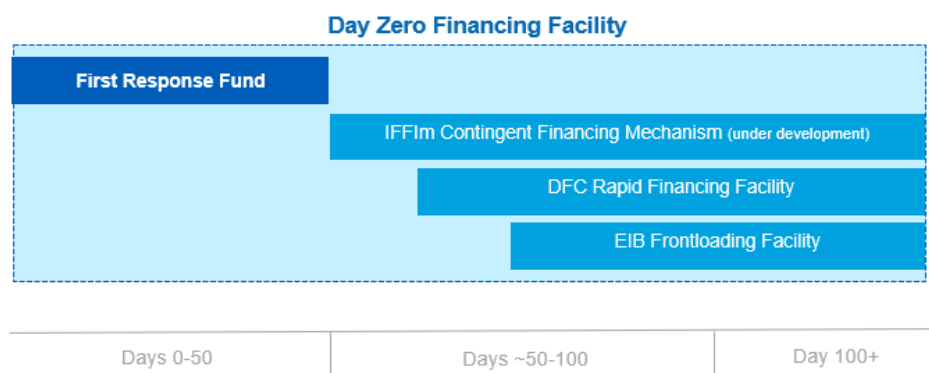 Day Zero Financing Facility
First Response Fund
IFFIm Contingent Financing Mechanism (under development)
DFC Rapid Financing Facility
EIB Frontloading Facility
Days 0-50
Days ~50-100
Day 100+